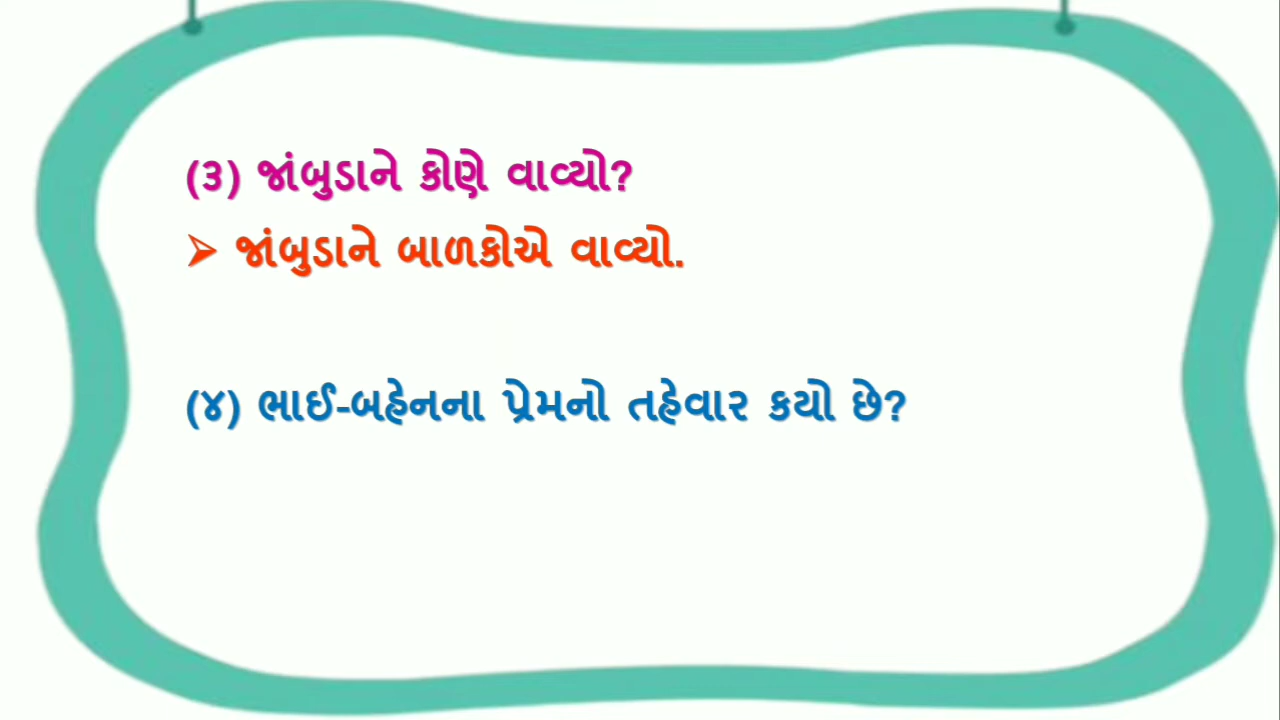 (૩) જાંબુડાને કોણે વાવ્યો?
➢ જાંબુડાને બાળકોએ વાવ્યો.
(૪) ભાઈ-બહેનના પ્રેમનો તહેવાર કયો છે?